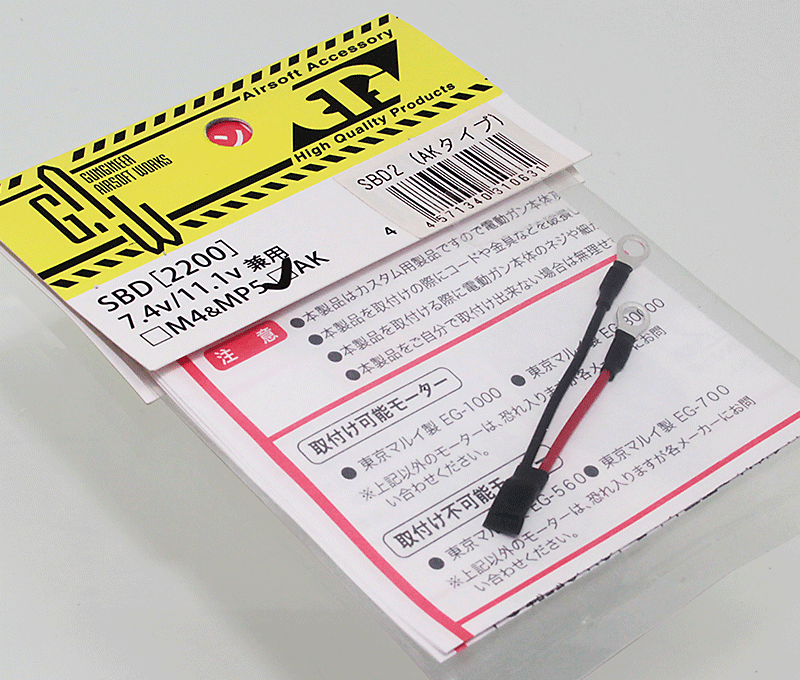 Airsoft Accessory
EF
High Quality Products
G.A.W
GUNGINEER
AIRSOFT WORKS
SBD2 (AKタイプ)
4 571340 31063
SBD[2200]
7.4v/11.1v 兼用
□M4&MP5 □AK
注 意
●本製品はカスタム用製品ですので電動ガン本体
●本製品を取付けの際にコードや金具などを破損し
●本製品を取付ける際に電動ガン本体のネジや細
●本製品をご自分で取付け出来ない場合は無理せ
取付け可能モーター
●東京マルイ製 EG-1000
●東京マルイ製 EG
※上記以外のモーターは、恐れ入りますが各メーカーにお問
い合わせください。
取付け不可能モ
●東京マ EG-560
●東京マルイ製 EG-700
※上記以外のモーターは、恐れ入りますが各メーカーにお問
い合わせください。